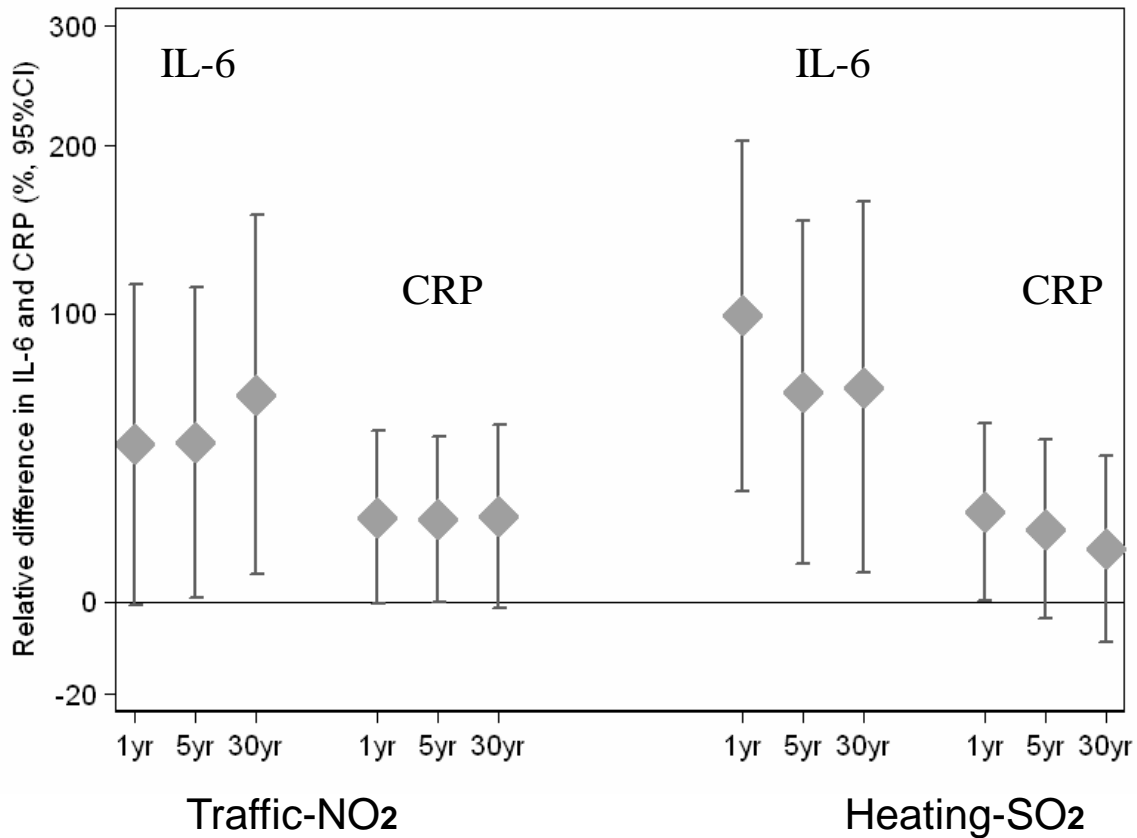 Relative difference in IL-6 and CRP (%, 95%CI)
300
200
100
0
-20
IL-6
IL-6
CRP
CRP
1yr 5yr 30yr 1yr 5yr 30yr 1yr 5yr 30yr 1yr 5yr 30yr
Traffic-NO2 Heating-SO2